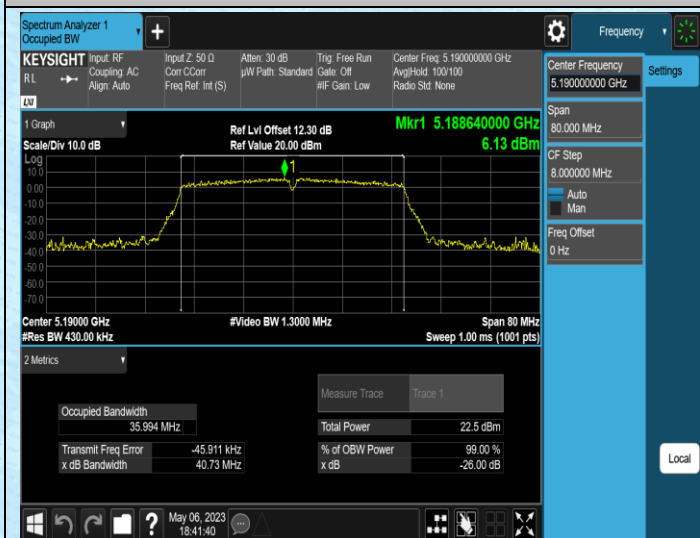 Spectrum Analyzer 1
Occupied BW
Frequency
KEYSIGHT Input: RF
Coupling: AC
Align: Auto
RL
LXI
Input Z: 50 Ω
Corr CCorr
Freq Ref: Int (S)
Atten: 30 dB
µW Path: Standard
Trig: Free Run
Gate: Off
#IF Gain: Low
Center Freq: 5.190000000 GHz
Avg|Hold: 100/100
Radio Std: None
Center Frequency
5.190000000 GHz
Settings
Span
80.000 MHz
CF Step
8.000000 MHz
Auto
Man
Freq Offset
0 Hz
Local
1 Graph
Scale/Div 10.0 dB
Ref Lvl Offset 12.30 dB
Ref Value 20.00 dBm
Mkr1 5.188640000 GHz
6.13 dBm
Log
10.0
0.00
-10.0
-20.0
-30.0
-40.0
-50.0
-60.0
-70.0
1
Center 5.19000 GHz
#Res BW 430.00 kHz
#Video BW 1.3000 MHz
Span 80 MHz
Sweep 1.00 ms (1001 pts)
2 Metrics
Measure Trace Trace 1
Occupied Bandwidth
35.994 MHz
Total Power 22.5 dBm
Transmit Freq Error -45.911 kHz
% of OBW Power 99.00 %
x dB Bandwidth 40.73 MHz
x dB -26.00 dB
May 06, 2023
18:41:40